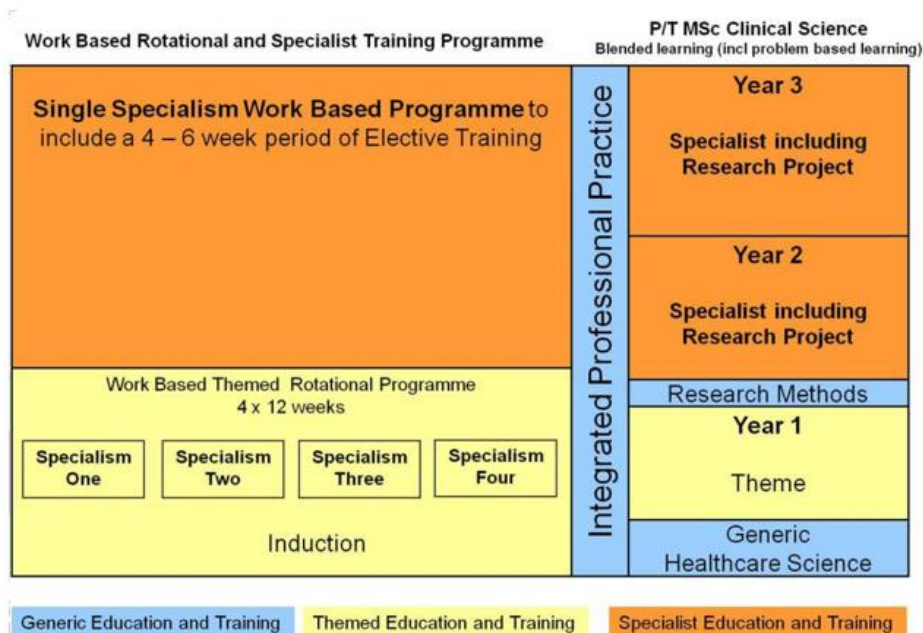 Work Based Rotational and Specialist Training Programme
P/T MSc Clinical Science
Blended learning (incl problem based learning)
Single Specialism Work Based Programme to
include a 4 – 6 week period of Elective Training
Work Based Themed Rotational Programme
4 x 12 weeks
Specialism
One
Specialism
Two
Specialism
Three
Specialism
Four
Induction
Integrated Professional Practice
Year 3
Specialist including
Research Project
Year 2
Specialist including
Research Project
Research Methods
Year 1
Theme
Generic
Healthcare Science
Generic Education and Training
Themed Education and Training
Specialist Education and Training